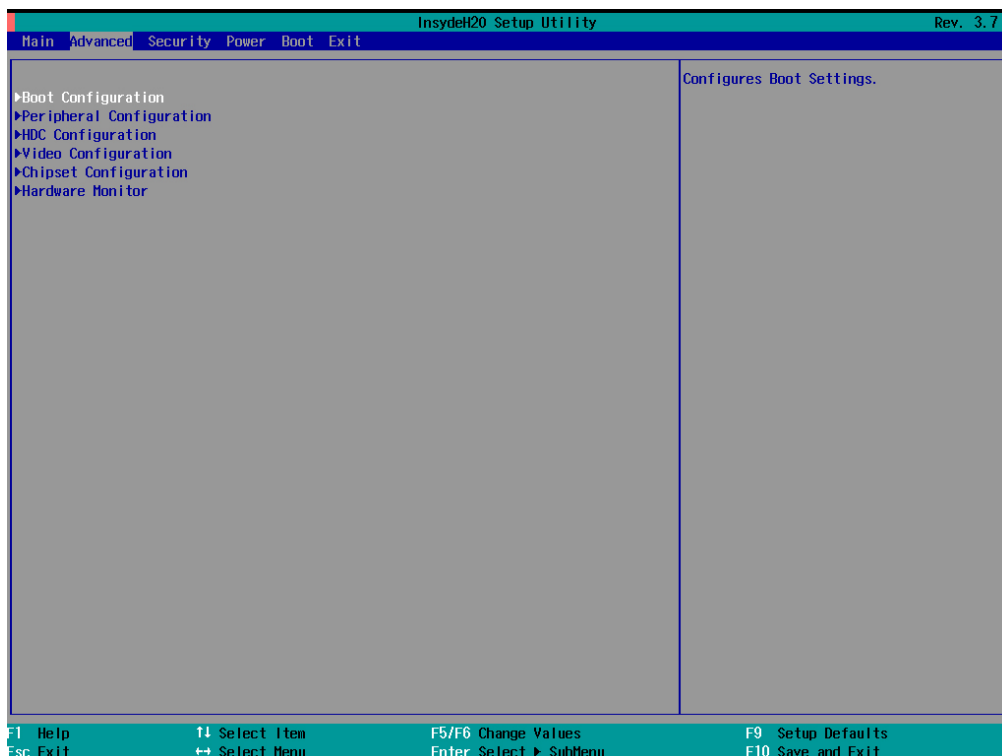 InsydeH20 Setup Utility Rev. 3.7
Main Advanced Security Power Boot Exit
Configures Boot Settings.
▶Boot Configuration
▶Peripheral Configuration
▶HDC Configuration
▶Video Configuration
▶Chipset Configuration
▶Hardware Monitor
F1 Help ↑↓ Select Item F5/F6 Change Values F9 Setup Defaults
Esc Exit ↔ Select Menu Enter Select ▶ SubMenu F10 Save and Exit